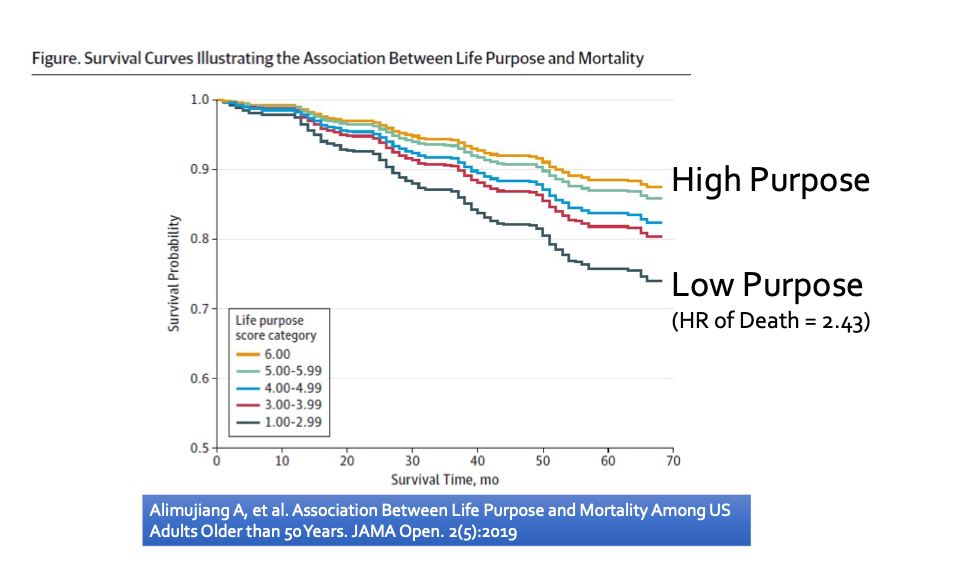 Figure. Survival Curves Illustrating the Association Between Life Purpose and Mortality
1.0
0.9
0.8
0.7
0.6
0.5
Survival Probability
High Purpose
Low Purpose
(HR of Death = 2.43)
Life purpose
score category
6.00
5.00-5.99
4.00-4.99
3.00-3.99
1.00-2.99
0 10 20 30 40 50 60 70
Survival Time, mo
Alimujiang A, et al. Association Between Life Purpose and Mortality Among US
Adults Older than 50 Years. JAMA Open. 2(5):2019